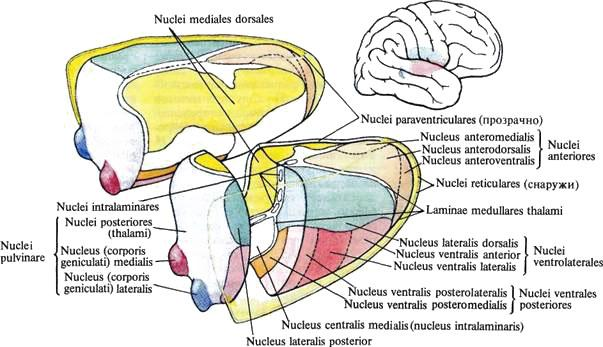 Nuclei mediales dorsales
Nuclei paraventriculares (прозрачно)
Nucleus anteromedialis
Nucleus anterodorsalis
Nucleus anteroventralis
Nuclei
anteriores
Nuclei reticulares (снаружи)
Laminae medullares thalami
Nuclei intralaminares
Nuclei posteriores
(thalami)
Nuclei
pulvinare
Nucleus (corporis
geniculati) medialis
Nucleus (corporis
geniculati) lateralis
Nucleus lateralis dorsalis
Nucleus ventralis anterior
Nucleus ventralis lateralis
Nuclei
ventrolaterales
Nucleus ventralis posterolateralis
Nucleus ventralis posteromedialis
Nuclei ventrales
posteriores
Nucleus centralis medialis (nucleus intralaminaris)
Nucleus lateralis posterior